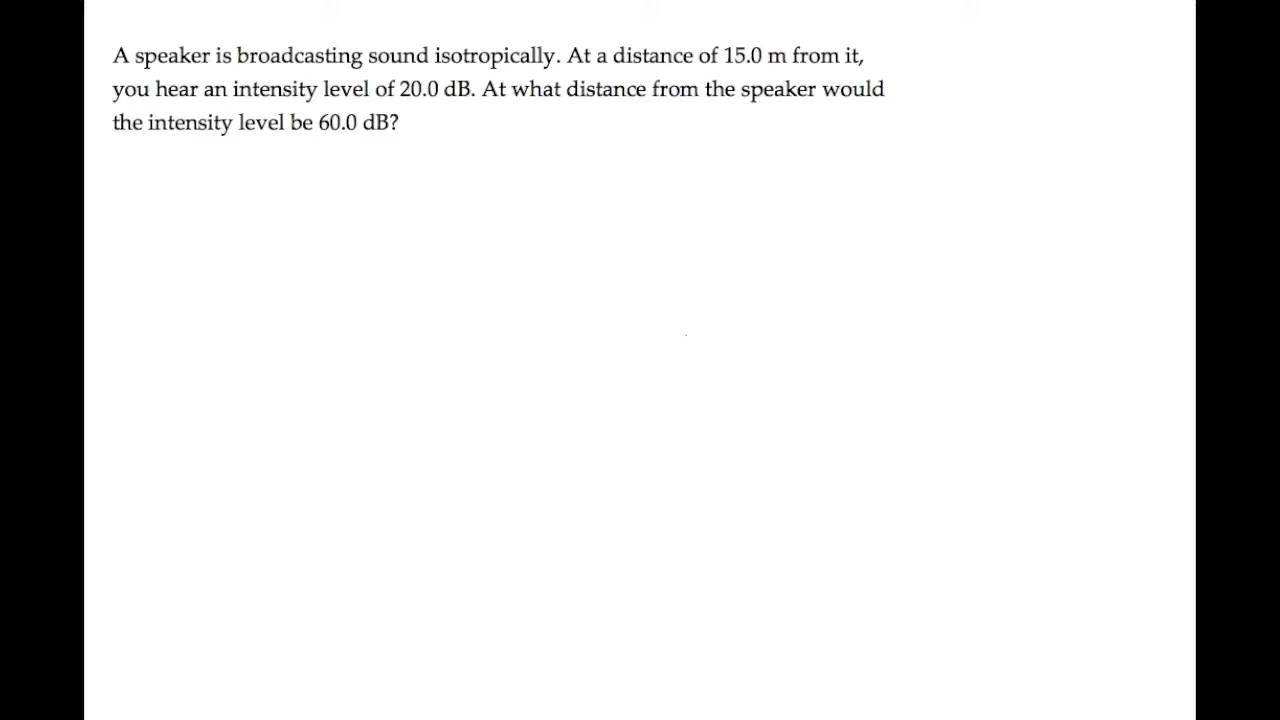 A speaker is broadcasting sound isotropically. At a distance of 15.0 m from it,
you hear an intensity level of 20.0 dB. At what distance from the speaker would
the intensity level be 60.0 dB?